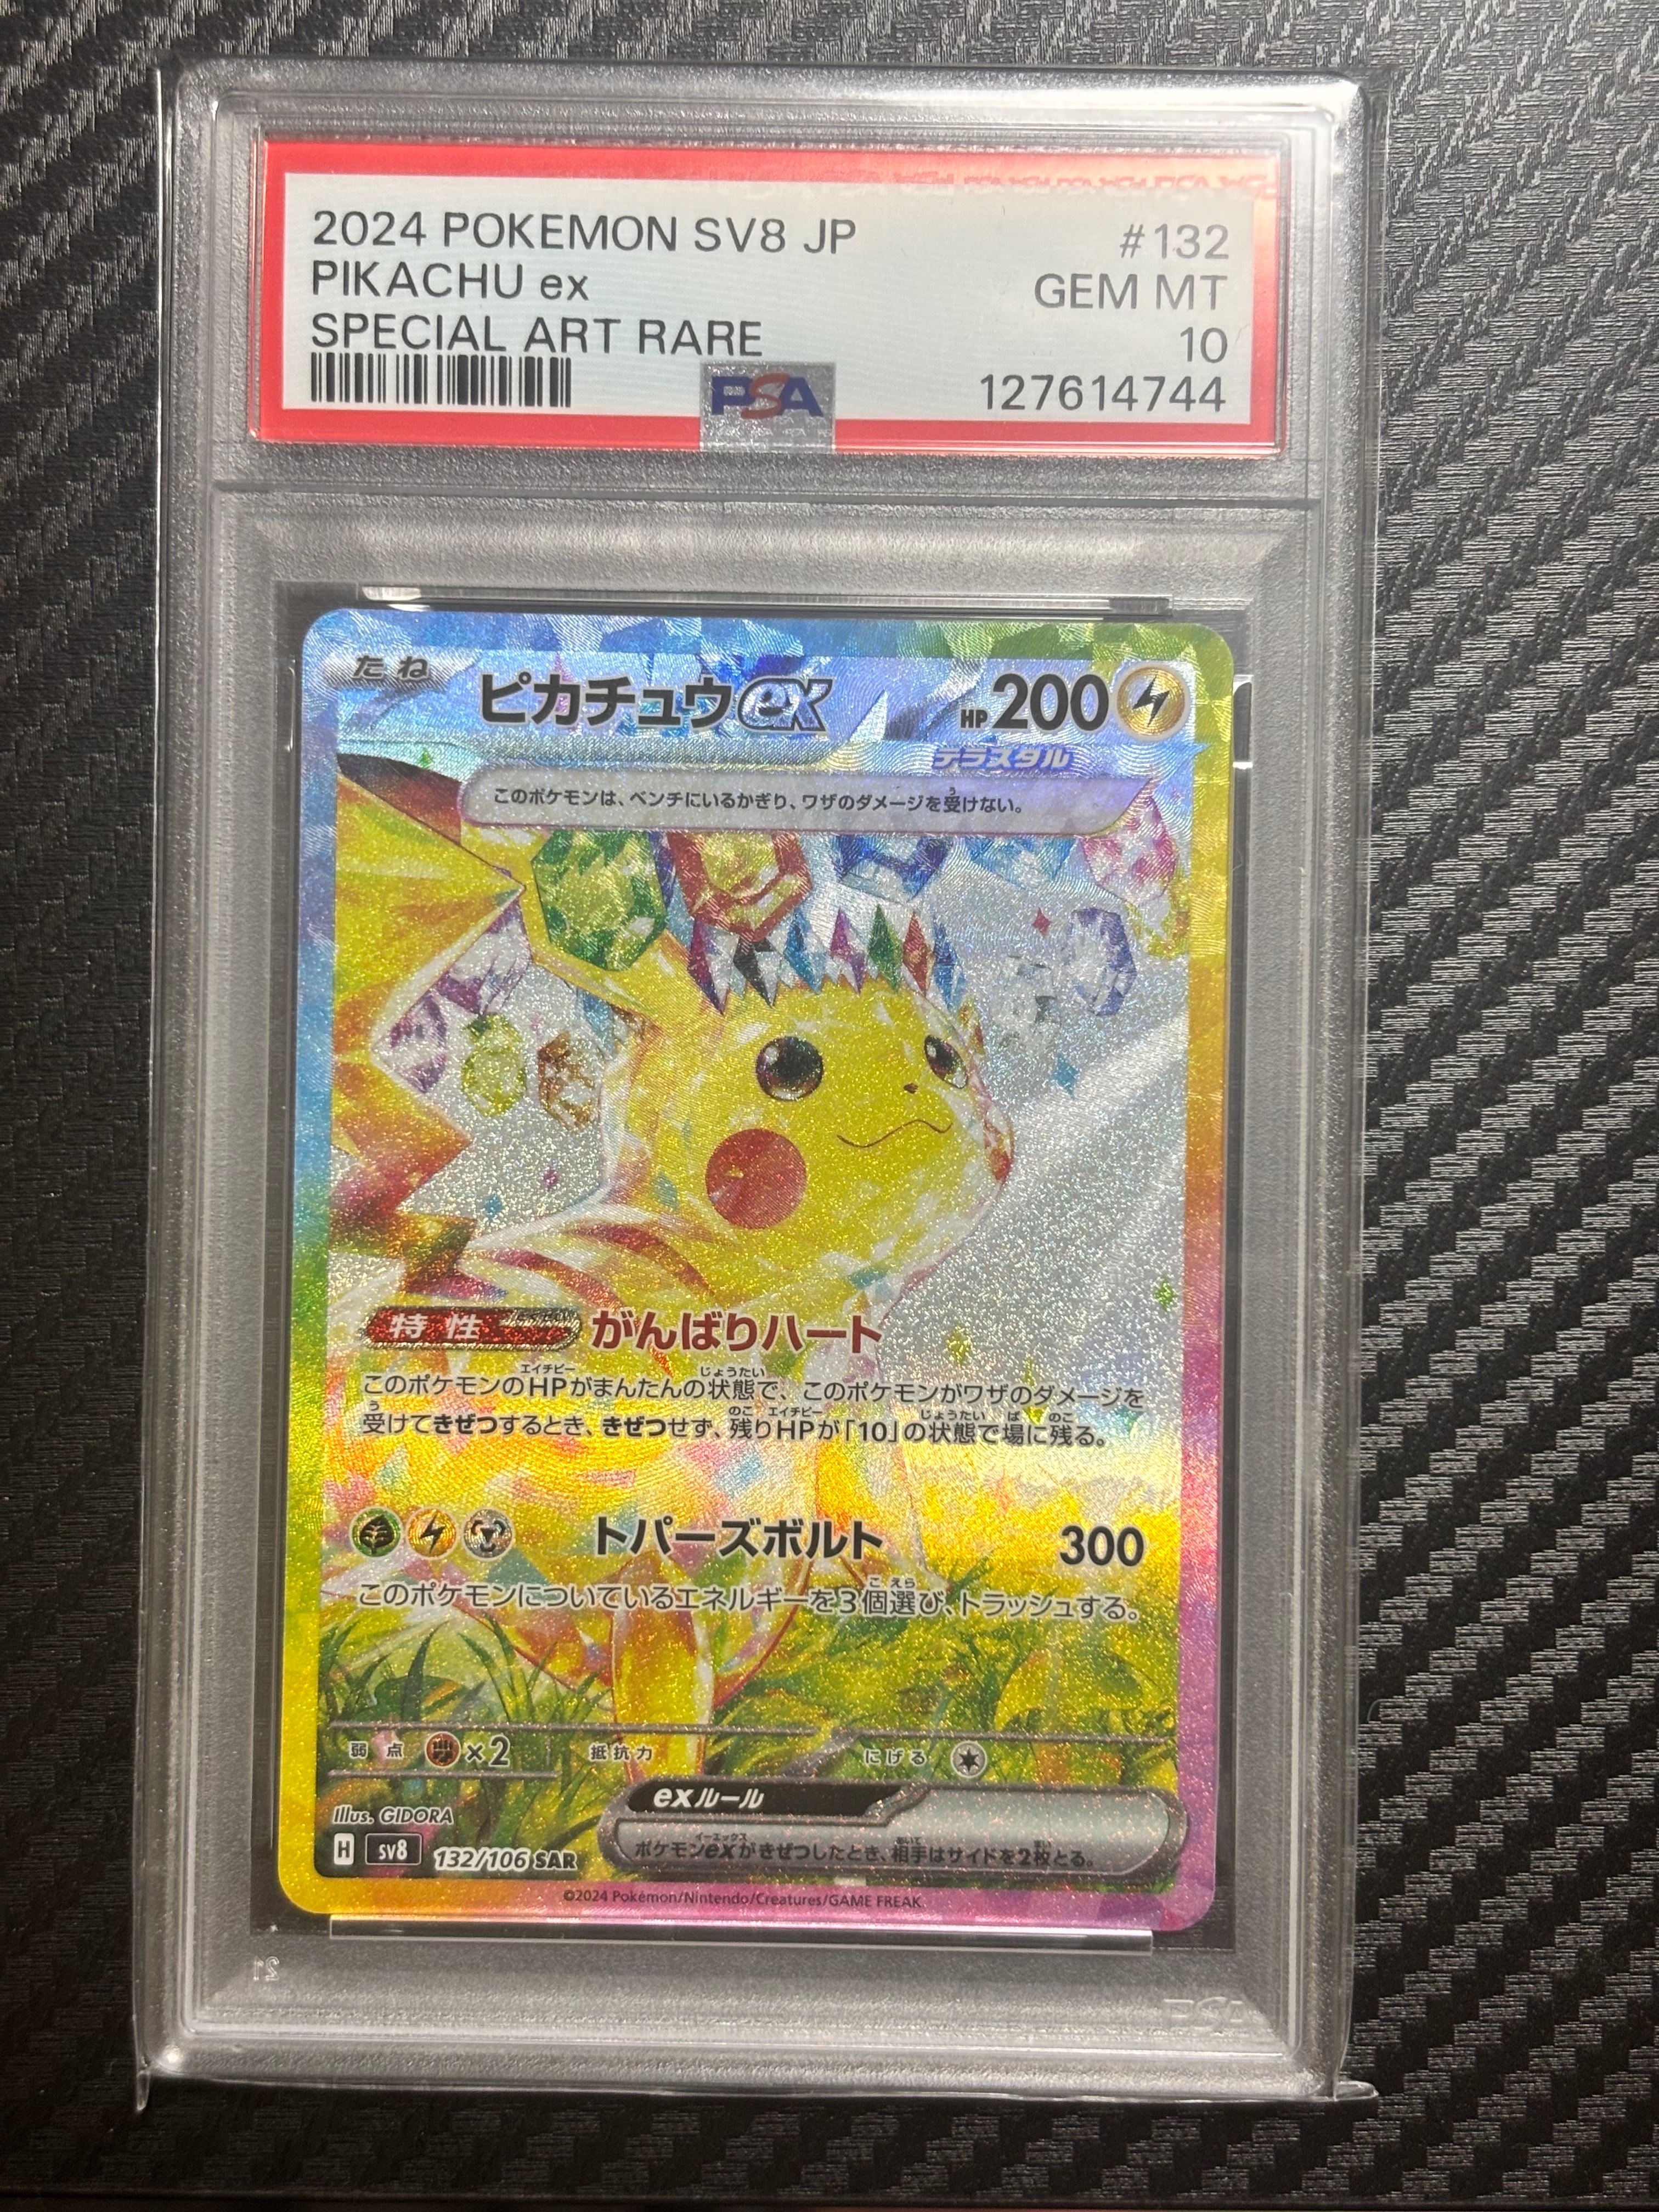 2024 POKEMON SV8 JP #132
PIKACHU ex GEM MT
SPECIAL ART RARE 10
PSA 127614744
たね ピカチュウex HP200
テラスタル
このポケモンは、ベンチにいるかぎり、ワザのダメージを受けない。
特性 がんばりハート
このポケモンのHPがまんたんの状態で、このポケモンがワザのダメージを
受けてきぜつするとき、きぜつせず、残りHPが「10」の状態で場に残る。
トパーズボルト 300
このポケモンについているエネルギーを3個選び、トラッシュする。
弱点 ×2 抵抗力 にげる
exルール
Illus. GIDORA
ポケモンexがきぜつしたとき、相手はサイドを2枚とる。
H sv8 132/106 SAR
©2024 Pokémon/Nintendo/Creatures/GAME FREAK.
PSA